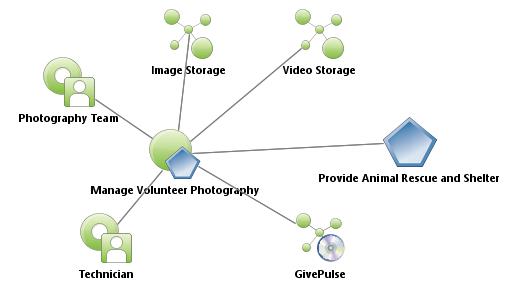 Image Storage
Video Storage
Photography Team
Provide Animal Rescue and Shelter
Manage Volunteer Photography
Technician
GivePulse